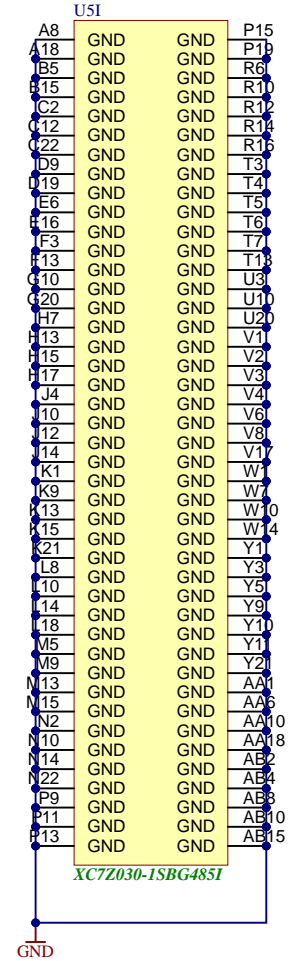 U5I
A8 GND GND P15
A18 GND GND P19
B5 GND GND R6
B15 GND GND R10
C2 GND GND R12
C12 GND GND R14
C22 GND GND R16
D9 GND GND T3
D19 GND GND T4
E6 GND GND T5
E16 GND GND T6
F3 GND GND T7
F13 GND GND T13
G10 GND GND U3
G20 GND GND U10
H7 GND GND U20
H13 GND GND V1
H15 GND GND V2
H17 GND GND V3
J4 GND GND V4
J10 GND GND V6
J12 GND GND V8
J14 GND GND V17
K1 GND GND W1
K9 GND GND W7
K13 GND GND W10
K15 GND GND W14
K21 GND GND Y1
L8 GND GND Y3
L10 GND GND Y5
L14 GND GND Y9
L18 GND GND Y10
M5 GND GND Y11
M9 GND GND Y21
M13 GND GND AA1
M15 GND GND AA6
N2 GND GND AA10
N10 GND GND AA18
N14 GND GND AB2
N22 GND GND AB4
P9 GND GND AB8
P11 GND GND AB10
P13 GND GND AB15
XC7Z030-1SBG485I
GND